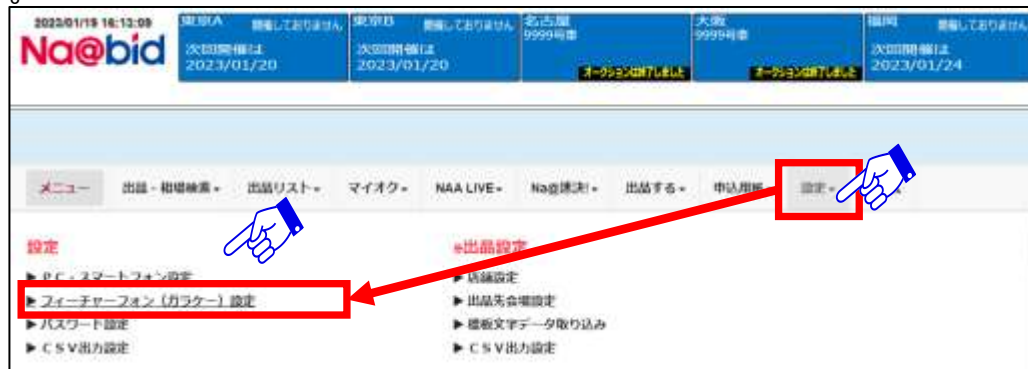 2023/01/19 16:13:09
Na@bid
東京A 開催しておりません
次回開催は
2023/01/20
東京B 開催しておりません
次回開催は
2023/01/20
名古屋
9999号車
オークションは終了しました
大阪
9999号車
オークションは終了しました
福岡 開催しておりません
次回開催は
2023/01/24
メニュー 出品・相場検索 出品リスト マイオク NAA LIVE Na@速決! 出品する 申込用紙 設定
設定
▶ PC・スマートフォン設定
▶ フィーチャーフォン（ガラケー）設定
▶ パスワード設定
▶ CSV出力設定
e出品設定
▶ 店舗設定
▶ 出品先会場設定
▶ 看板文字データ取り込み
▶ CSV出力設定